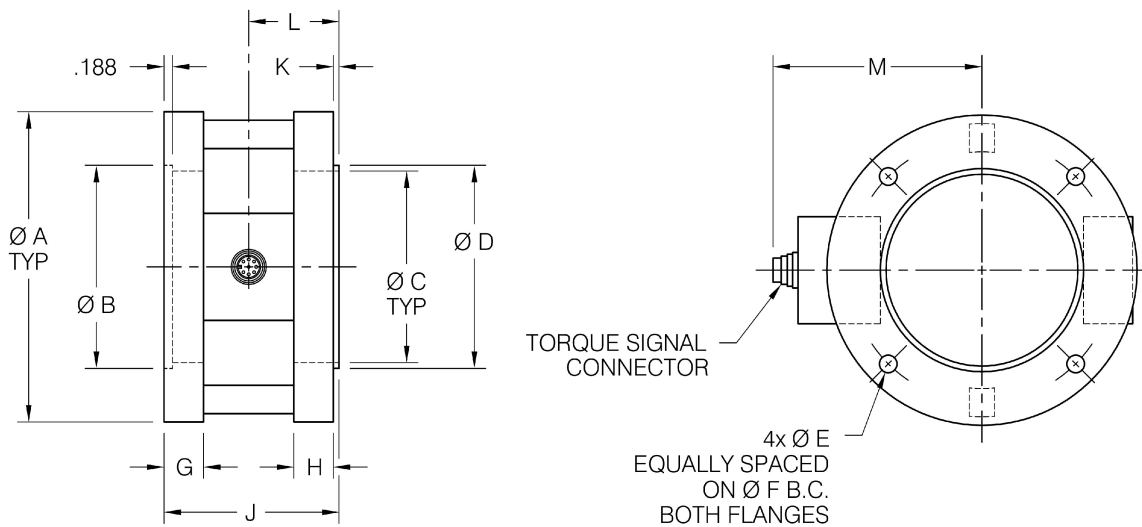 L
.188
K
M
Ø A
TYP
Ø B
Ø C
TYP
Ø D
G
H
J
TORQUE SIGNAL
CONNECTOR
4x Ø E
EQUALLY SPACED
ON Ø F B.C.
BOTH FLANGES